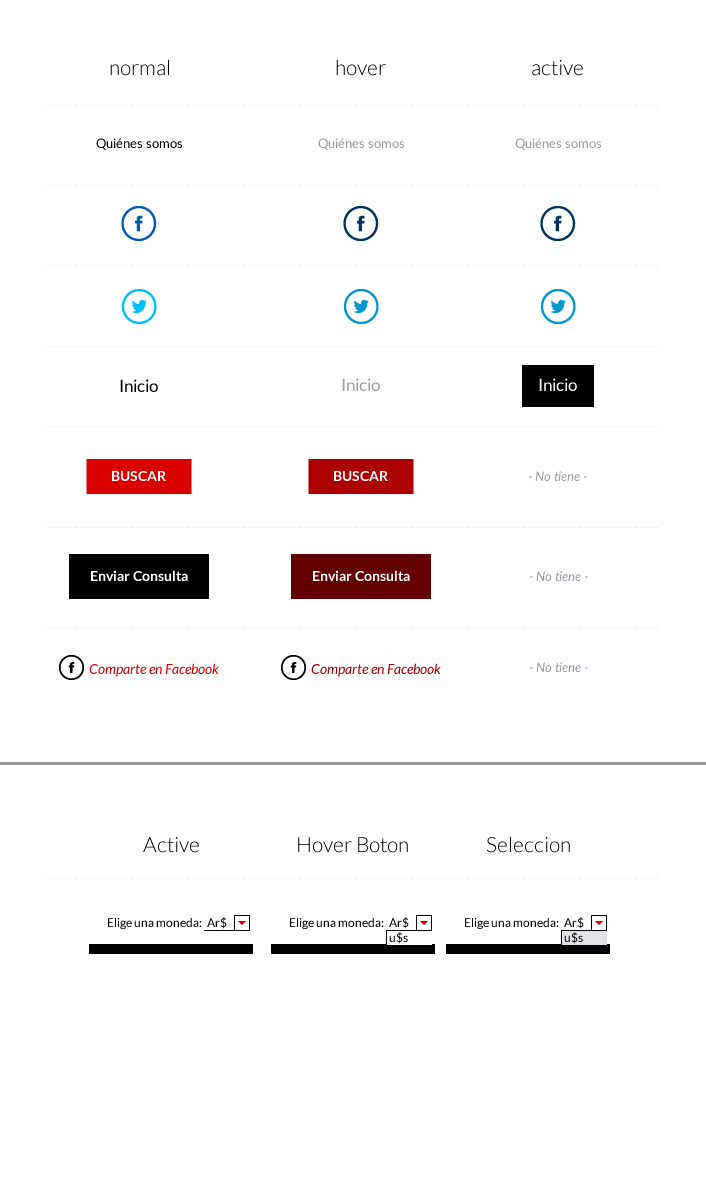 normal hover active
Quiénes somos Quiénes somos Quiénes somos
Inicio Inicio Inicio
BUSCAR BUSCAR - No tiene -
Enviar Consulta Enviar Consulta - No tiene -
Comparte en Facebook Comparte en Facebook - No tiene -
Active Hover Boton Seleccion
Elige una moneda: Ar$ Elige una moneda: Ar$ Elige una moneda: Ar$
u$s u$s